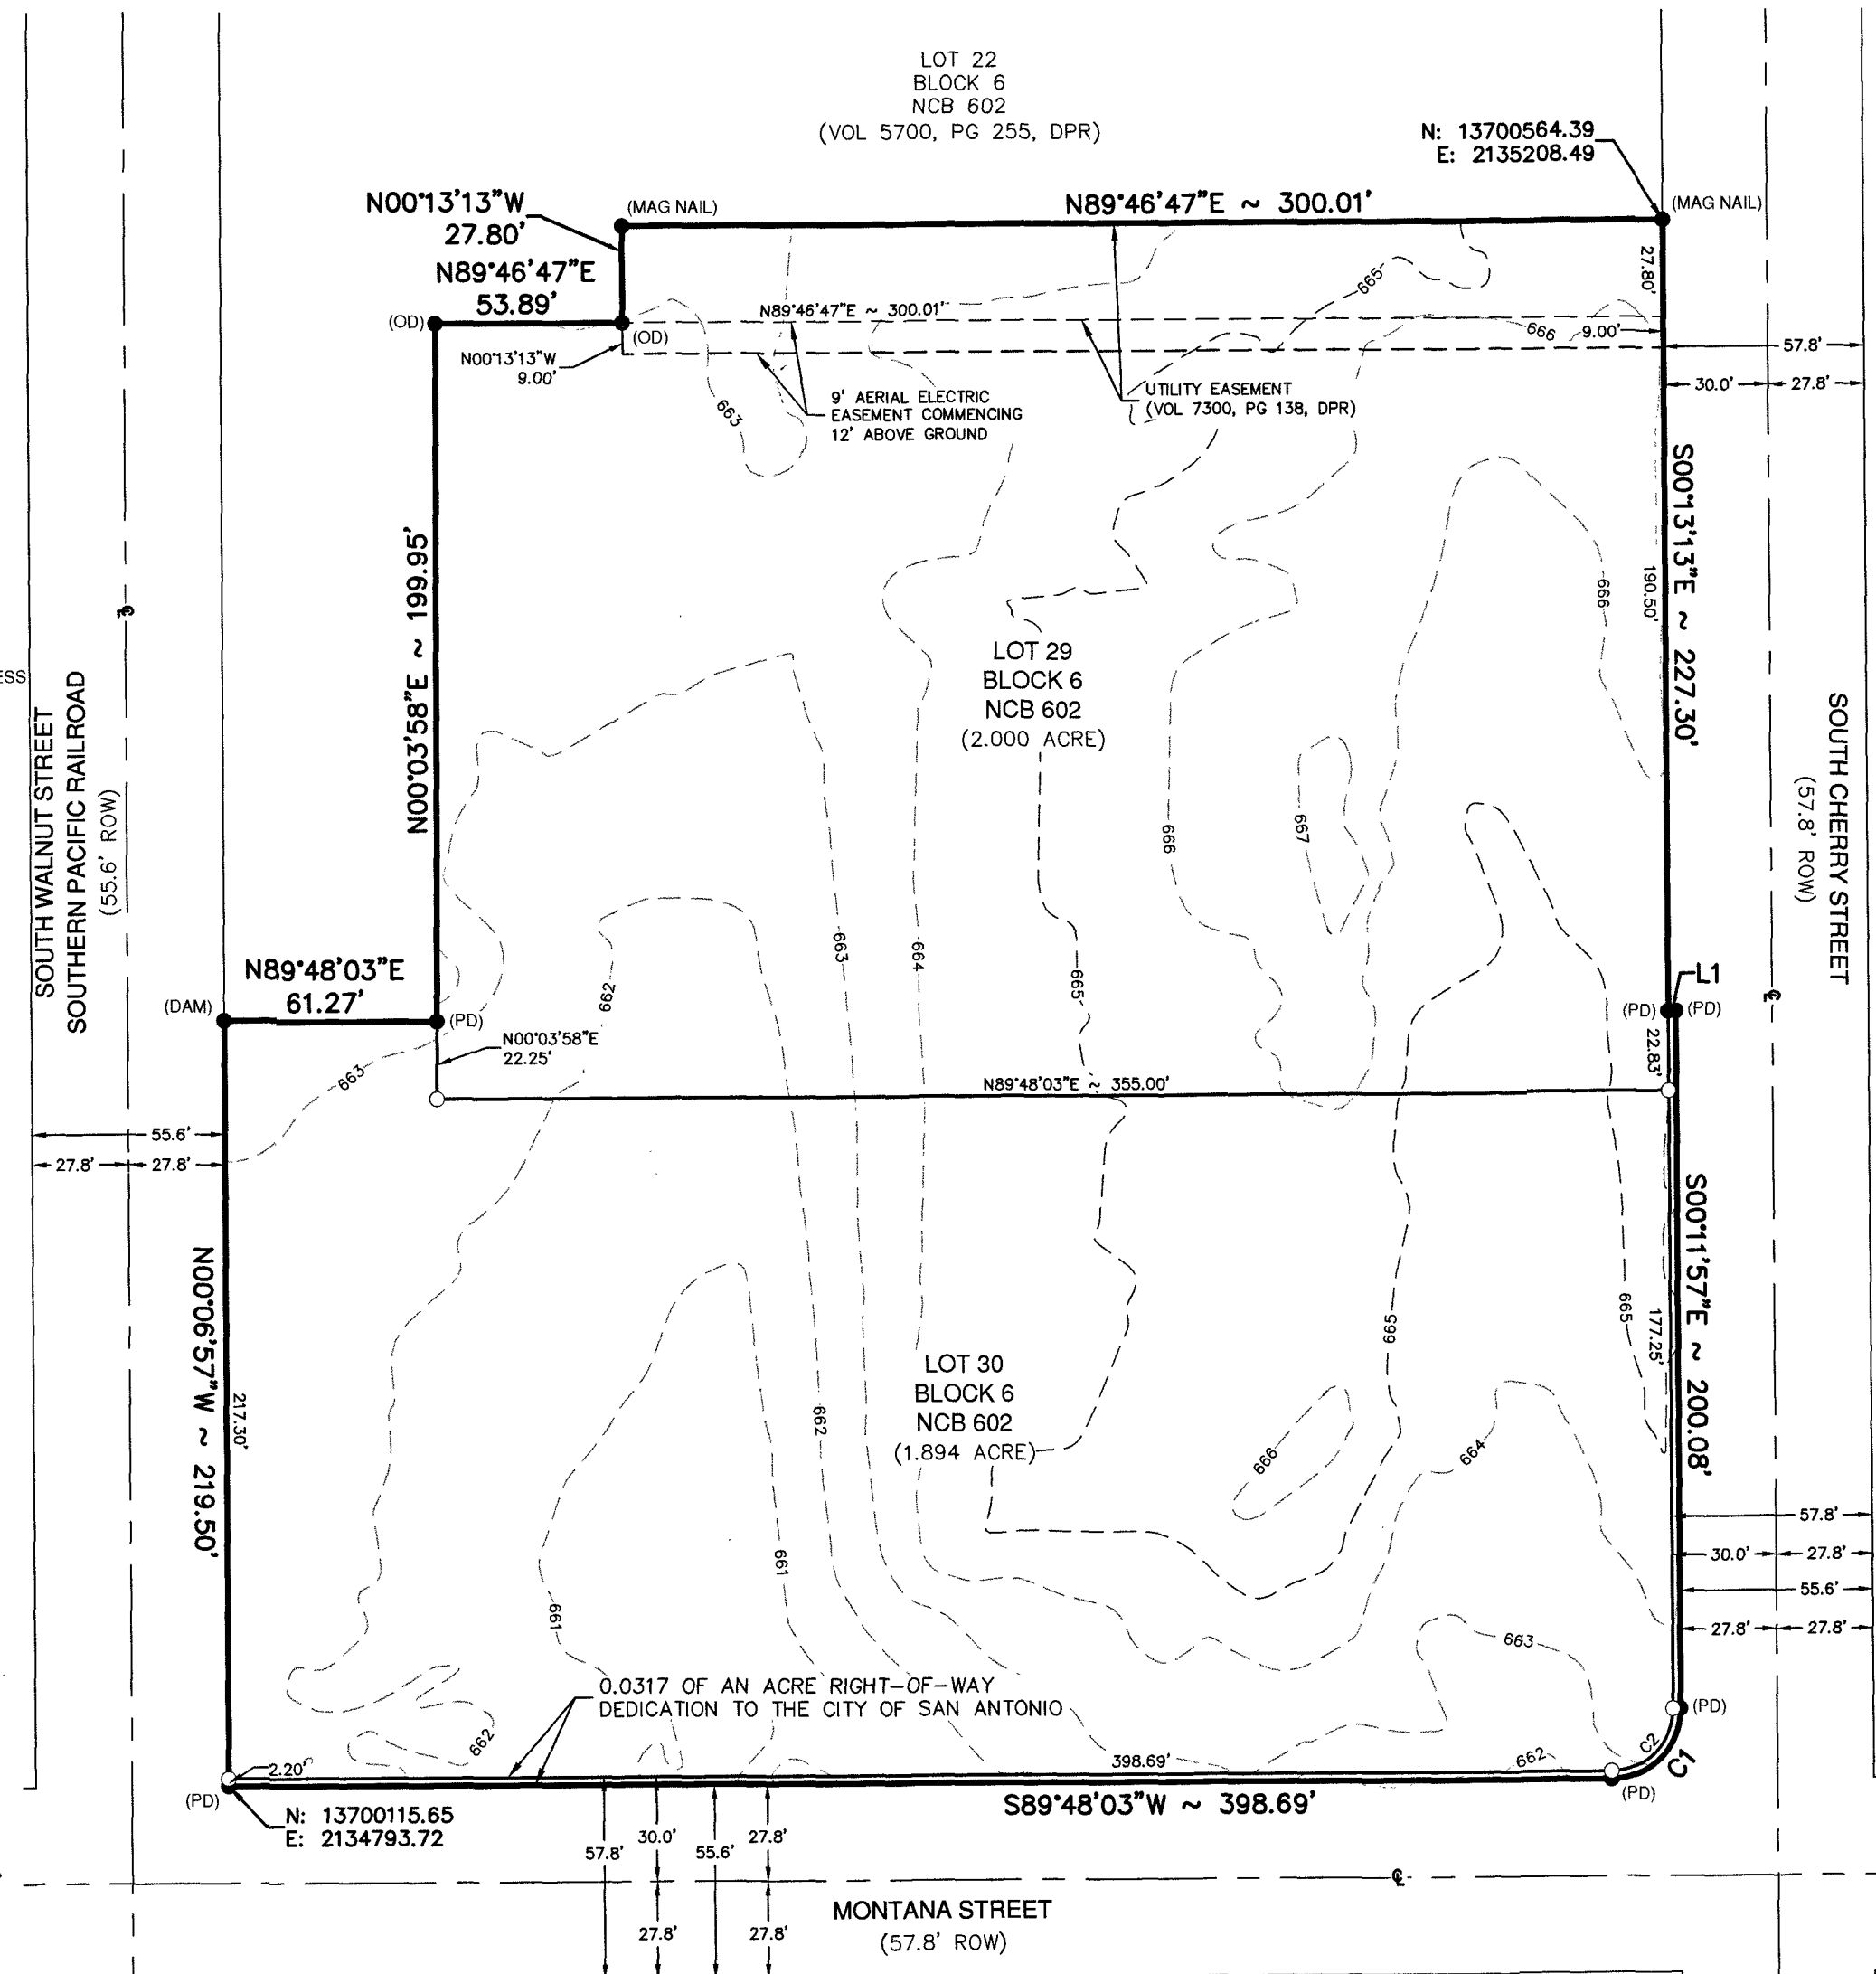 LOT 22
BLOCK 6
NCB 602
(VOL 5700, PG 255, DPR)
N: 13700564.39
E: 2135208.49
N00°13'13"W
27.80'
(MAG NAIL)
N89°46'47"E ~ 300.01'
(MAG NAIL)
N89°46'47"E
53.89'
27.80'
665
(OD)
(OD)
N89°46'47"E ~ 300.01'
666
9.00'
57.8'
N00°13'13"W
9.00'
30.0'
27.8'
663
9' AERIAL ELECTRIC
EASEMENT COMMENCING
12' ABOVE GROUND
UTILITY EASEMENT
(VOL 7300, PG 138, DPR)
S00°13'13"E ~ 227.30'
190.50'
N00°03'58"E ~ 199.95'
666
LOT 29
BLOCK 6
NCB 602
(2.000 ACRE)
ESS
SOUTH WALNUT STREET
SOUTHERN PACIFIC RAILROAD
(55.6' ROW)
SOUTH CHERRY STREET
(57.8' ROW)
667
666
663
664
662
665
N89°48'03"E
61.27'
(DAM)
(PD)
L1
(PD)
(PD)
N00°03'58"E
22.25'
22.83'
663
N89°48'03"E ~ 355.00'
55.6'
27.8'
27.8'
S00°11'57"E ~ 200.08'
177.25'
N00°06'57"W ~ 219.50'
217.30'
665
665
LOT 30
BLOCK 6
NCB 602
(1.894 ACRE)
662
666
664
57.8'
30.0'
27.8'
55.6'
27.8'
27.8'
661
661
663
0.0317 OF AN ACRE RIGHT-OF-WAY
DEDICATION TO THE CITY OF SAN ANTONIO
(PD)
662
662
C2
C1
2.20'
398.69'
(PD)
(PD)
N: 13700115.65
E: 2134793.72
S89°48'03"W ~ 398.69'
57.8'
30.0'
55.6'
27.8'
27.8'
27.8'
MONTANA STREET
(57.8' ROW)